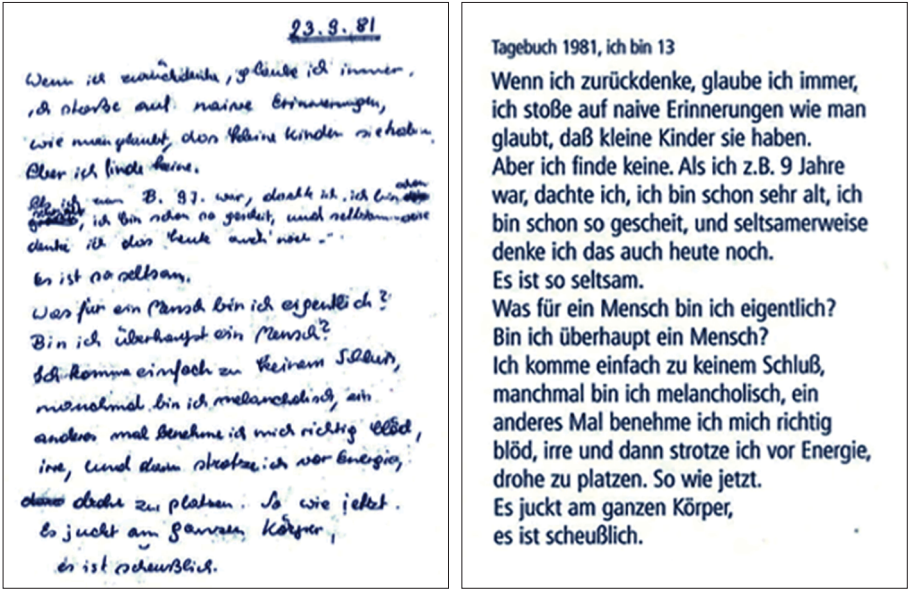 23.9.81
Wenn ich zurückdenke, glaube ich immer,
ich stoße auf naive Erinnerungen,
wie man glaubt, das kleine Kinder sie haben.
Aber ich finde keine.
Als ich zum B. 9J. war, dachte ich, ich bin schon
sehr alt, ich bin schon so gescheit, und seltsam
denke ich das heute auch noch.
Es ist so seltsam.
Was für ein Mensch bin ich eigentlich?
Bin ich überhaupt ein Mensch?
Ich komme einfach zu keinem Schluss,
manchmal bin ich melancholisch, ein
anderes mal benehme ich mich richtig blöd,
irre, und dann strotze ich vor Energie,
drohe zu platzen. So wie jetzt.
Es juckt am ganzen Körper,
es ist scheußlich.
Tagebuch 1981, ich bin 13
Wenn ich zurückdenke, glaube ich immer,
ich stoße auf naive Erinnerungen wie man
glaubt, daß kleine Kinder sie haben.
Aber ich finde keine. Als ich z.B. 9 Jahre
war, dachte ich, ich bin schon sehr alt, ich
bin schon so gescheit, und seltsamerweise
denke ich das auch heute noch.
Es ist so seltsam.
Was für ein Mensch bin ich eigentlich?
Bin ich überhaupt ein Mensch?
Ich komme einfach zu keinem Schluß,
manchmal bin ich melancholisch, ein
anderes Mal benehme ich mich richtig
blöd, irre und dann strotze ich vor Energie,
drohe zu platzen. So wie jetzt.
Es juckt am ganzen Körper,
es ist scheußlich.